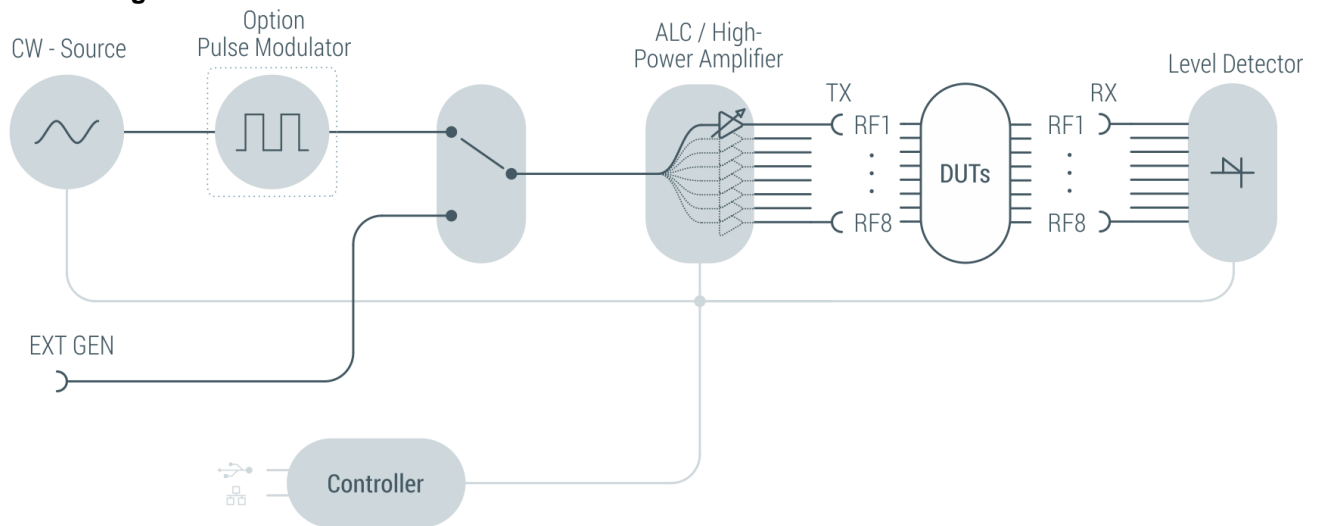 Option
CW - Source
Pulse Modulator
ALC / High-
Power Amplifier
Level Detector
TX
RX
RF1
RF1
DUTs
RF8
RF8
EXT GEN
Controller